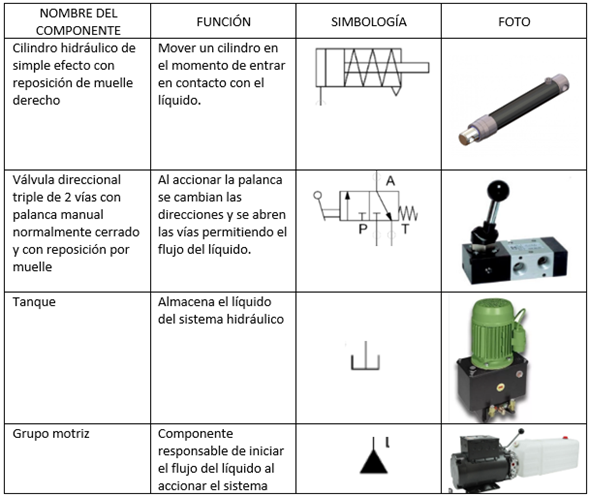 NOMBRE DEL
COMPONENTE
FUNCIÓN
SIMBOLOGÍA
FOTO
Cilindro hidráulico de
simple efecto con
reposición de muelle
derecho
Mover un cilindro en
el momento de entrar
en contacto con el
líquido.
Válvula direccional
triple de 2 vías con
palanca manual
normalmente cerrado
y con reposición por
muelle
Al accionar la palanca
se cambian las
direcciones y se abren
las vías permitiendo el
flujo del líquido.
A
P T
Tanque
Almacena el líquido
del sistema hidráulico
Grupo motriz
Componente
responsable de iniciar
el flujo del líquido al
accionar el sistema